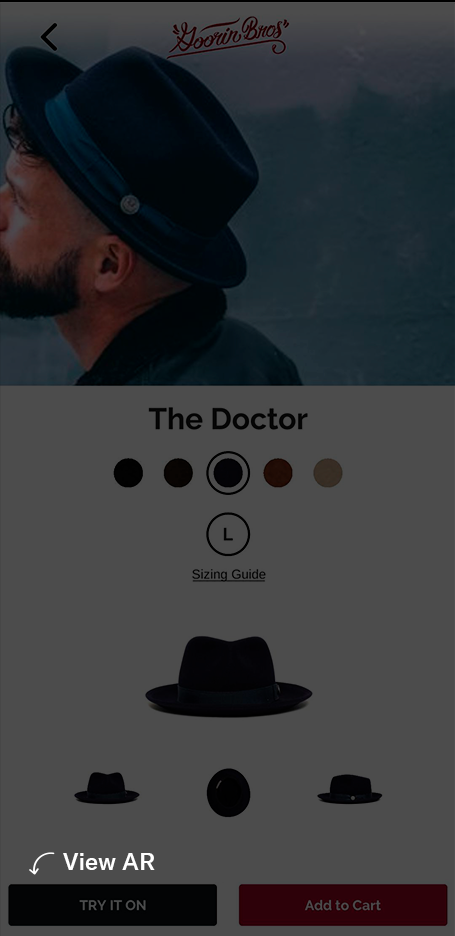 Goorin Bros
The Doctor
L
Sizing Guide
View AR
TRY IT ON
Add to Cart